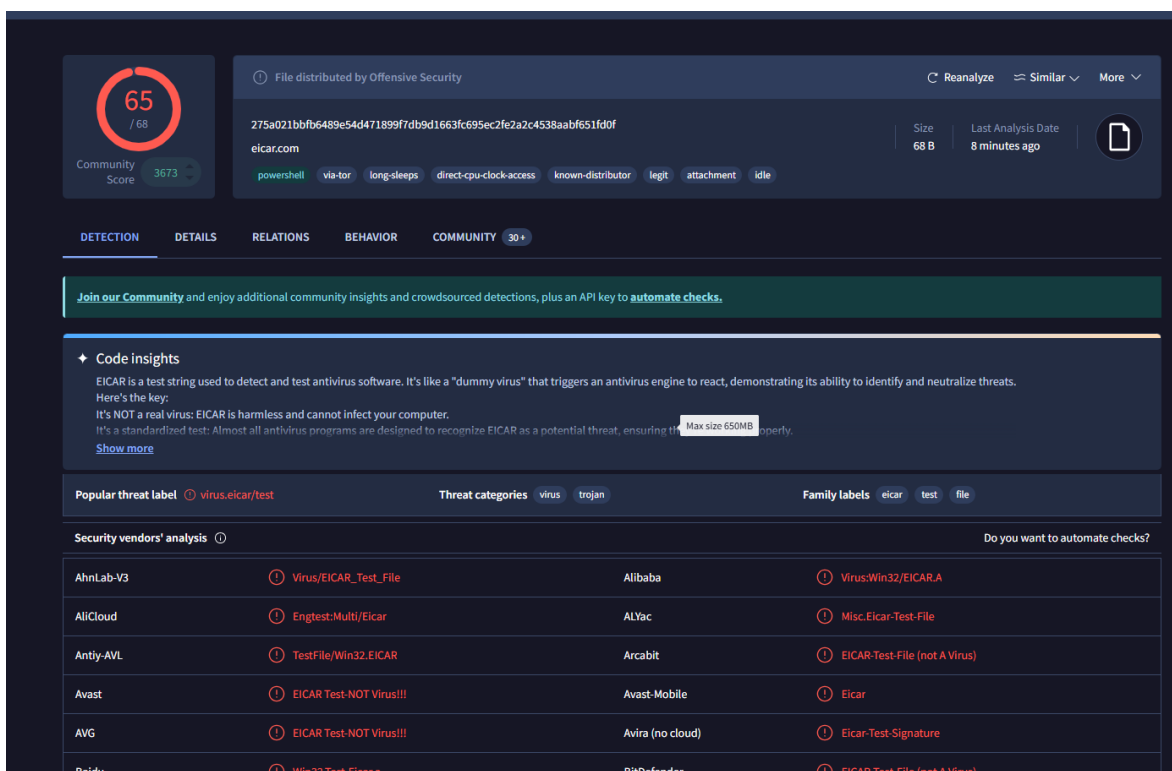 65
/ 68
Community Score
3673
File distributed by Offensive Security
Reanalyze
Similar
More
275a021bbfb6489e54d471899f7db9d1663fc695ec2fe2a2c4538aabf651fd0f
eicar.com
Size
68 B
Last Analysis Date
8 minutes ago
powershell via-tor long-sleeps direct-cpu-clock-access known-distributor legit attachment idle
DETECTION DETAILS RELATIONS BEHAVIOR COMMUNITY 30+
Join our Community and enjoy additional community insights and crowdsourced detections, plus an API key to automate checks.
Code insights
EICAR is a test string used to detect and test antivirus software. It's like a "dummy virus" that triggers an antivirus engine to react, demonstrating its ability to identify and neutralize threats.
Here's the key:
It's NOT a real virus: EICAR is harmless and cannot infect your computer.
It's a standardized test: Almost all antivirus programs are designed to recognize EICAR as a potential threat, ensuring
Max size 650MB
Show more
Popular threat label virus.eicar/test Threat categories virus trojan Family labels eicar test file
Security vendors' analysis Do you want to automate checks?
AhnLab-V3 Virus/EICAR_Test_File Alibaba Virus:Win32/EICAR.A
AliCloud Engtest:Multi/Eicar ALYac Misc.Eicar-Test-File
Antiy-AVL TestFile/Win32.EICAR Arcabit EICAR-Test-File (not A Virus)
Avast EICAR Test-NOT Virus!!! Avast-Mobile Eicar
AVG EICAR Test-NOT Virus!!! Avira (no cloud) Eicar-Test-Signature